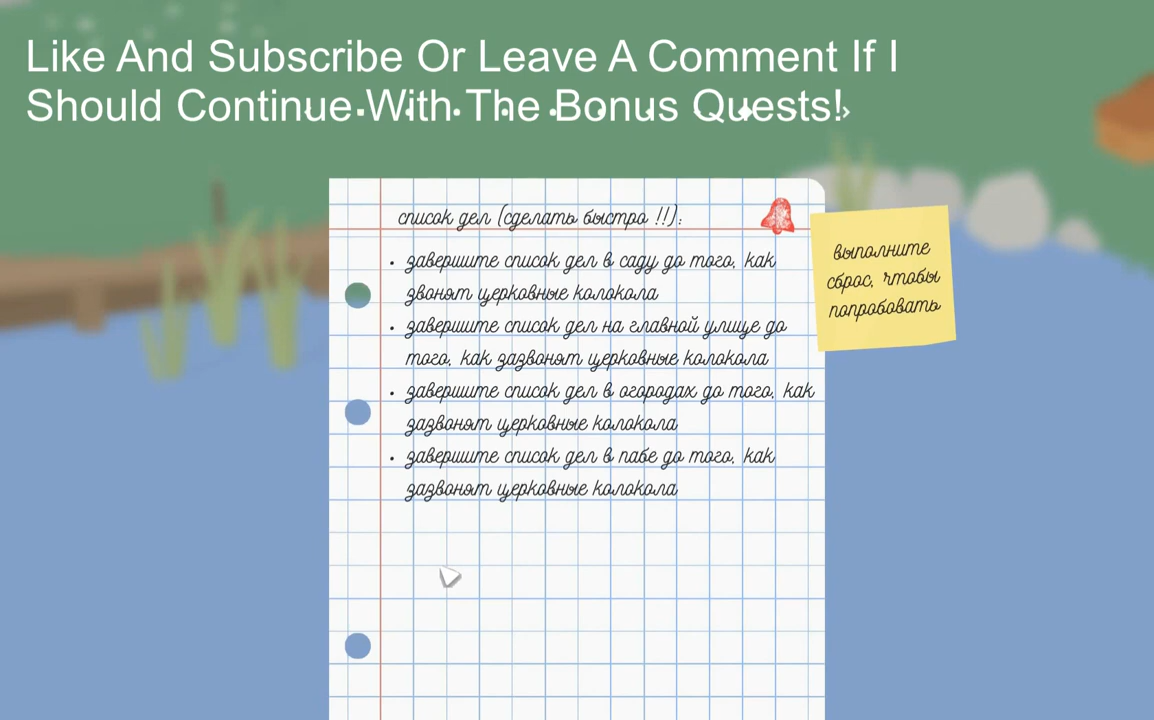 Like And Subscribe Or Leave A Comment If I
Should Continue With The Bonus Quests!
список дел (сделать быстро !!):
• завершите список дел в саду до того, как
звонят церковные колокола
• завершите список дел на главной улице до
того, как зазвонят церковные колокола
• завершите список дел в огородах до того, как
зазвонят церковные колокола
• завершите список дел в пабе до того, как
зазвонят церковные колокола
выполните
сброс, чтобы
попробовать